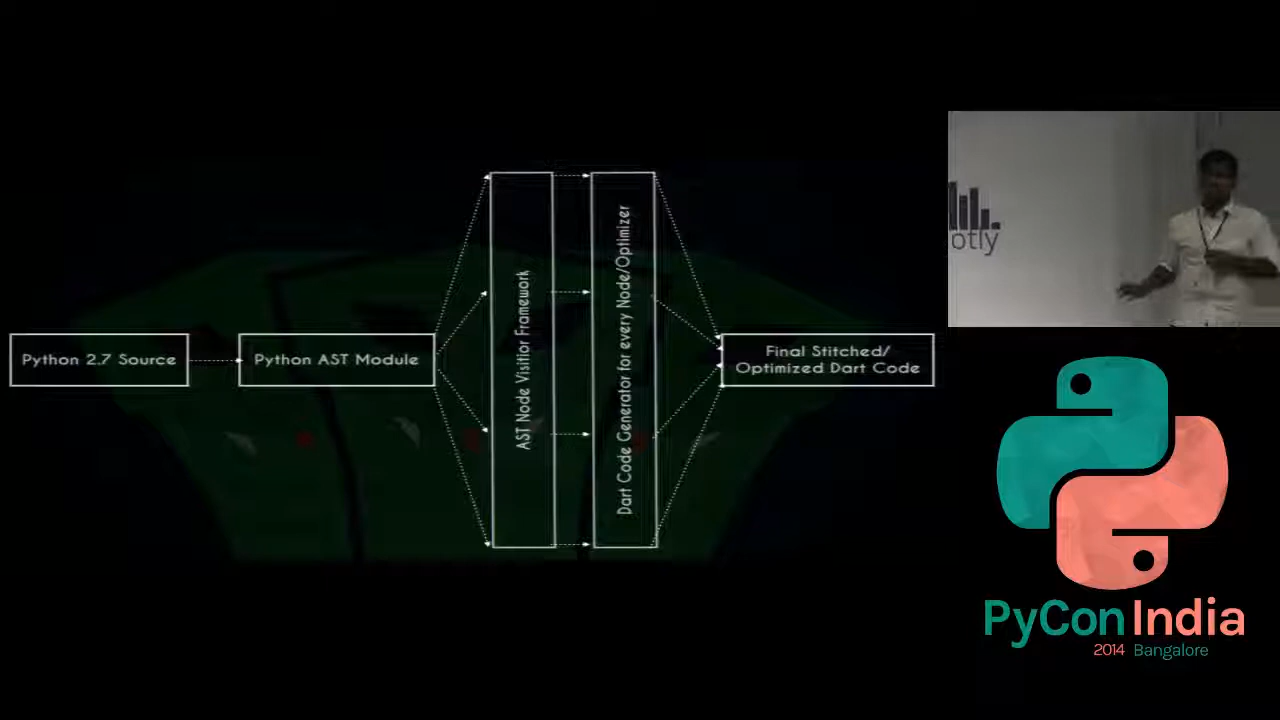 Python 2.7 Source
Python AST Module
AST Node Visitior Framework
Dart Code Generator for every Node/Optimizer
Final Stitched/
Optimized Dart Code
otly
PyCon India
2014 Bangalore